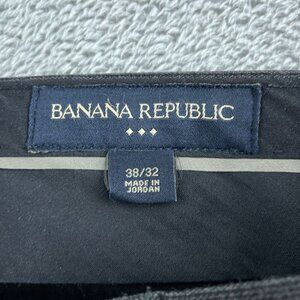 BANANA REPUBLIC
38/32
MADE IN
JORDAN